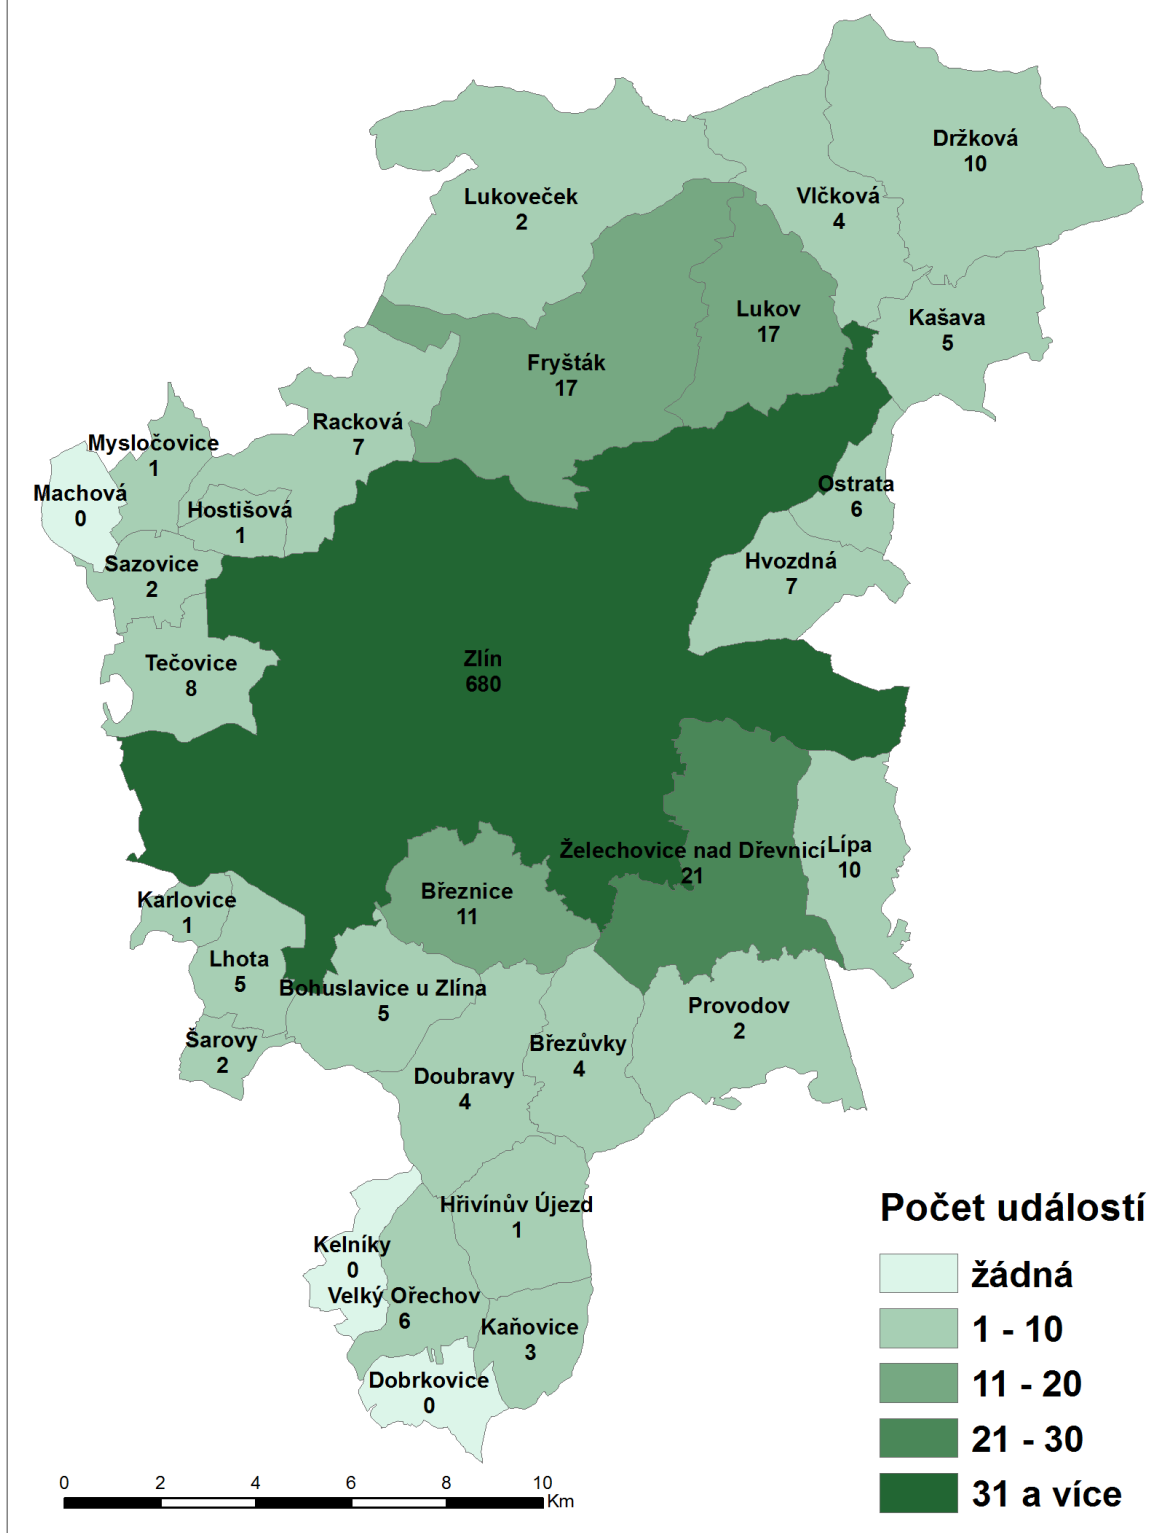 Držková
10
Lukoveček
2
Vlčková
4
Lukov
17
Kašava
5
Fryšták
17
Racková
7
Mysločovice
1
Machová
0
Hostišová
1
Ostrata
6
Sazovice
2
Hvozdná
7
Tečovice
8
Zlín
680
Želechovice nad Dřevnicí
21
Lípa
10
Březnice
11
Karlovice
1
Lhota
5
Bohuslavice u Zlína
5
Provodov
2
Šarovy
2
Březůvky
4
Doubravy
4
Hřivínův Újezd
1
Kelníky
0
Velký Ořechov
6
Kaňovice
3
Dobrkovice
0
Počet událostí
žádná
1 - 10
11 - 20
21 - 30
31 a více
0 2 4 6 8 10
Km